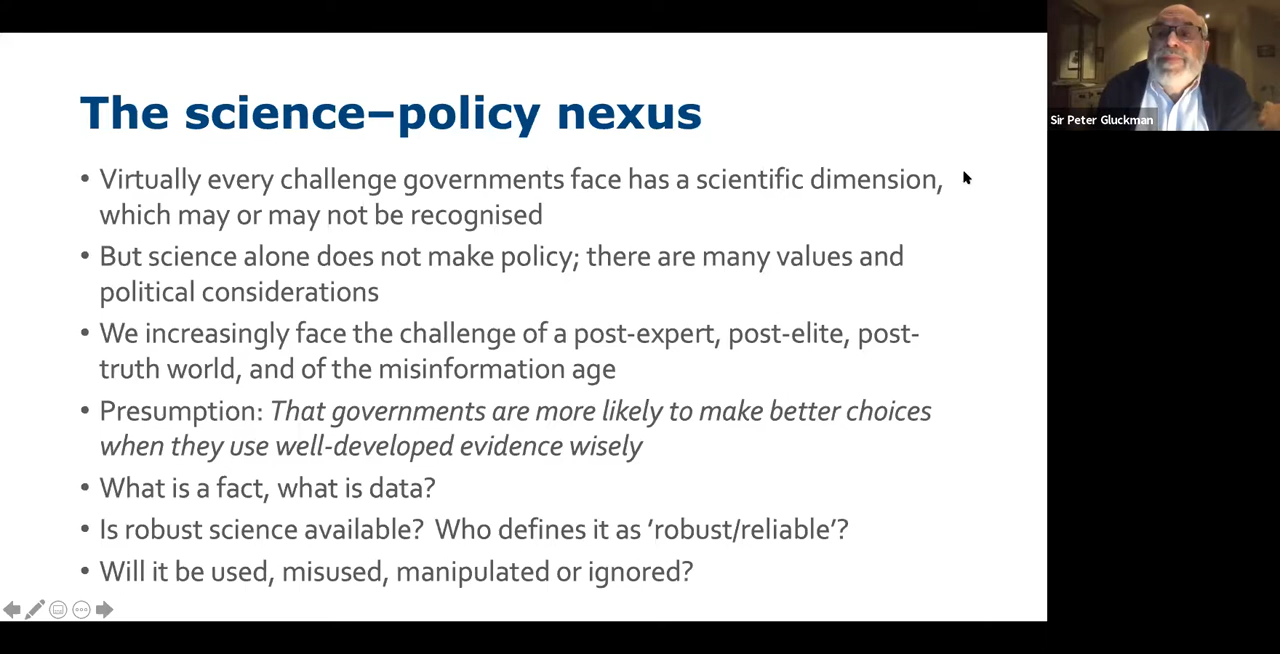 The science–policy nexus
• Virtually every challenge governments face has a scientific dimension,
which may or may not be recognised
• But science alone does not make policy; there are many values and
political considerations
• We increasingly face the challenge of a post-expert, post-elite, post-
truth world, and of the misinformation age
• Presumption: That governments are more likely to make better choices
when they use well-developed evidence wisely
• What is a fact, what is data?
• Is robust science available? Who defines it as ‘robust/reliable’?
• Will it be used, misused, manipulated or ignored?
Sir Peter Gluckman